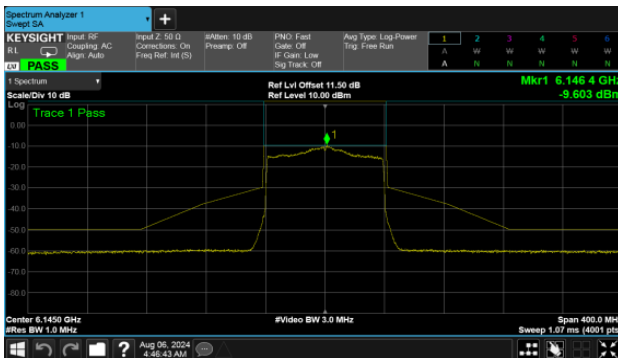 Spectrum Analyzer 1
Swept SA
+
KEYSIGHT Input: RF Input Z: 50 Ω #Atten: 10 dB PNO: Fast Avg Type: Log-Power 1 2 3 4 5 6
RL Coupling: AC Corrections: On Preamp: Off Gate: Off Trig: Free Run A W W W W W
Align: Auto Freq Ref: Int (S) IF Gain: Low
LXI PASS Sig Track: Off A N N N N N
1 Spectrum Ref Lvl Offset 11.50 dB Mkr1 6.146 4 GHz
Scale/Div 10 dB Ref Level 10.00 dBm -9.603 dBm
Log
Trace 1 Pass
0.00
1
-10.0
-20.0
-30.0
-40.0
-50.0
-60.0
-70.0
-80.0
Center 6.1450 GHz #Video BW 3.0 MHz Span 400.0 MHz
#Res BW 1.0 MHz Sweep 1.07 ms (4001 pts
? Aug 06, 2024
4:46:43 AM